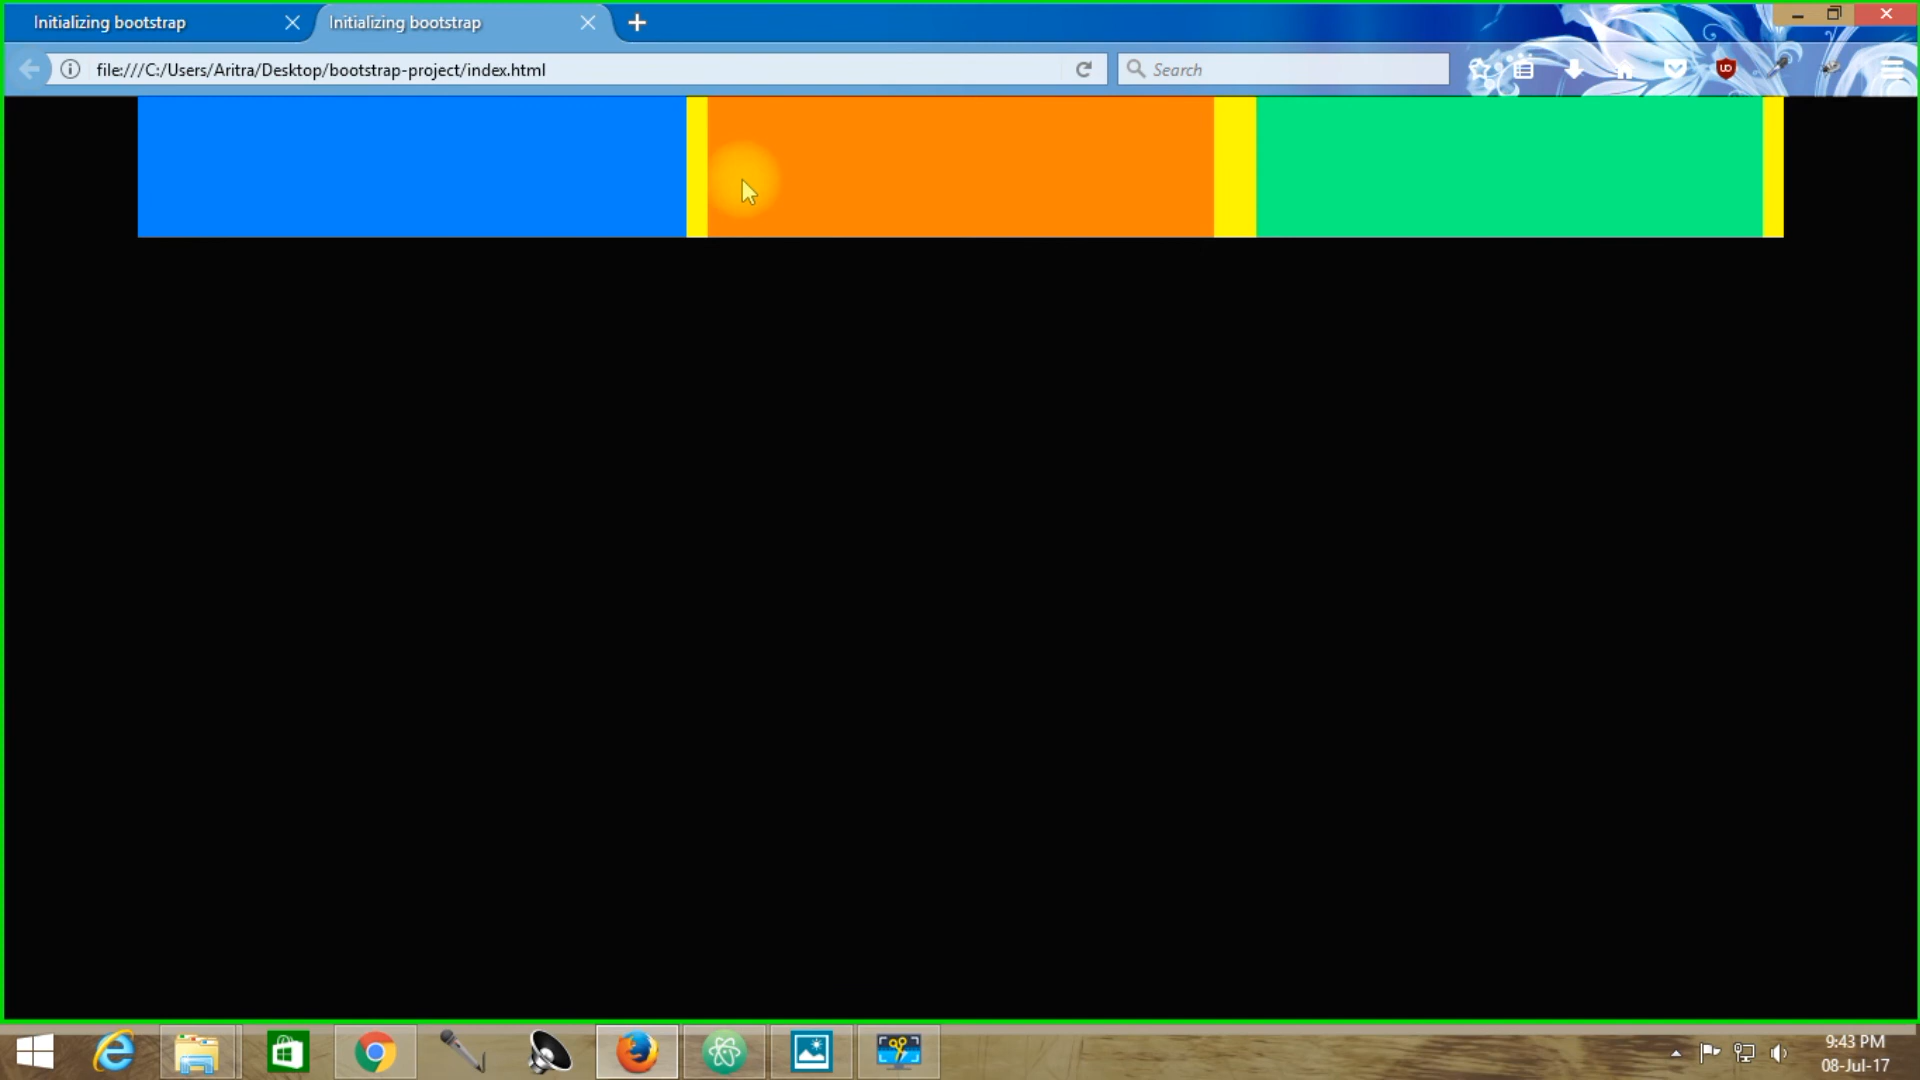 Initializing bootstrap
Initializing bootstrap
file:///C:/Users/Aritra/Desktop/bootstrap-project/index.html
Search
9:43 PM
08-Jul-17